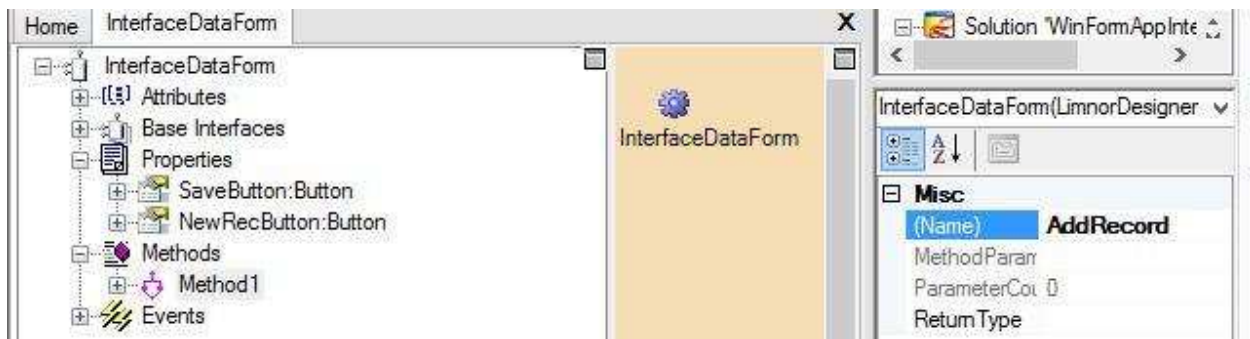 Home InterfaceDataForm X
InterfaceDataForm
Attributes
Base Interfaces
Properties
SaveButton:Button
NewRecButton:Button
Methods
Method1
Events
InterfaceDataForm
Solution 'WinFormAppInte
InterfaceDataForm(LimnorDesigner
Misc
(Name) AddRecord
MethodParam
ParameterCou 0
ReturnType